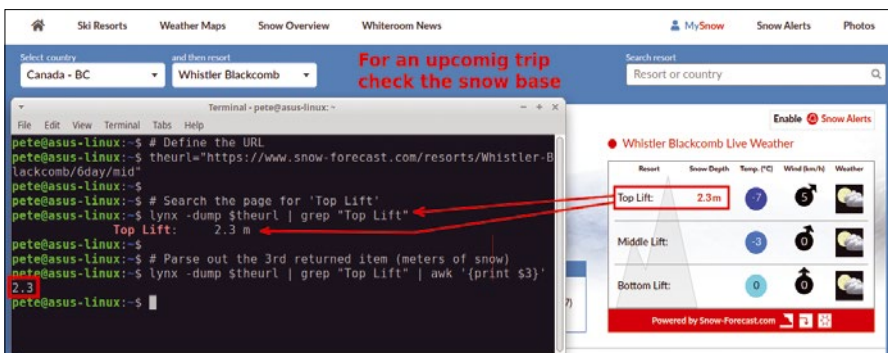 Ski Resorts Weather Maps Snow Overview Whiteroom News MySnow Snow Alerts Photos
Select country and then resort
Canada - BC Whistler Blackcomb
For an upcomig trip
check the snow base
Search resort
Resort or country
Terminal - pete@asus-linux: ~
File Edit View Terminal Tabs Help
pete@asus-linux:~$ # Define the URL
pete@asus-linux:~$ theurl="https://www.snow-forecast.com/resorts/Whistler-B
lackcomb/6day/mid"
pete@asus-linux:~$
pete@asus-linux:~$ # Search the page for 'Top Lift'
pete@asus-linux:~$ lynx -dump $theurl | grep "Top Lift"
Top Lift: 2.3 m
pete@asus-linux:~$
pete@asus-linux:~$ # Parse out the 3rd returned item (meters of snow)
pete@asus-linux:~$ lynx -dump $theurl | grep "Top Lift" | awk '{print $3}'
2.3
pete@asus-linux:~$
7)
Enable Snow Alerts
Whistler Blackcomb Live Weather
Resort Snow Depth Temp. (°C) Wind (km/h) Weather
Top Lift: 2.3m -7 5
Middle Lift: -3 0
Bottom Lift: 0 0
Powered by Snow-Forecast.com